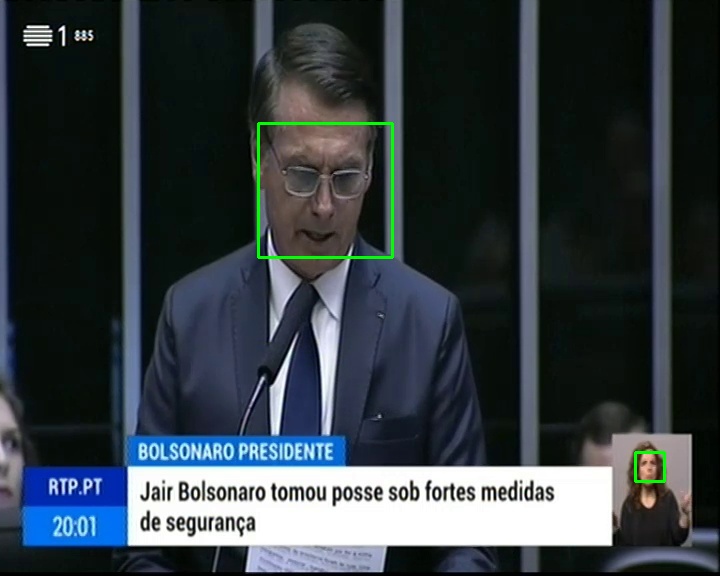 1 885
BOLSONARO PRESIDENTE
RTP.PT
20:01
Jair Bolsonaro tomou posse sob fortes medidas
de segurança